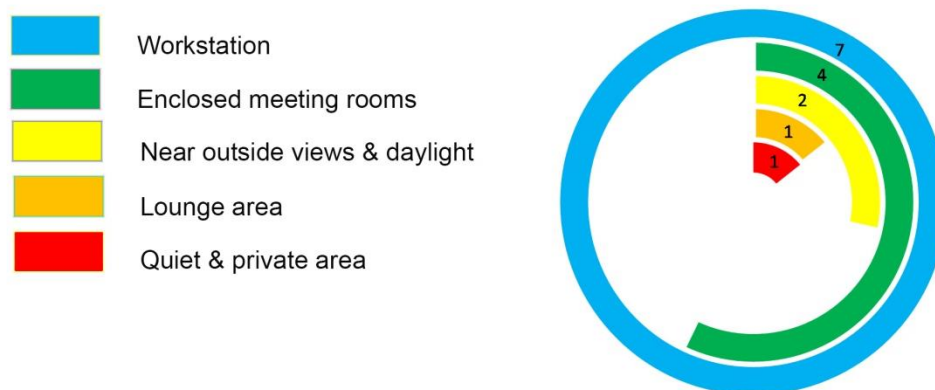 Workstation
Enclosed meeting rooms
Near outside views & daylight
Lounge area
Quiet & private area
7
4
2
1
1